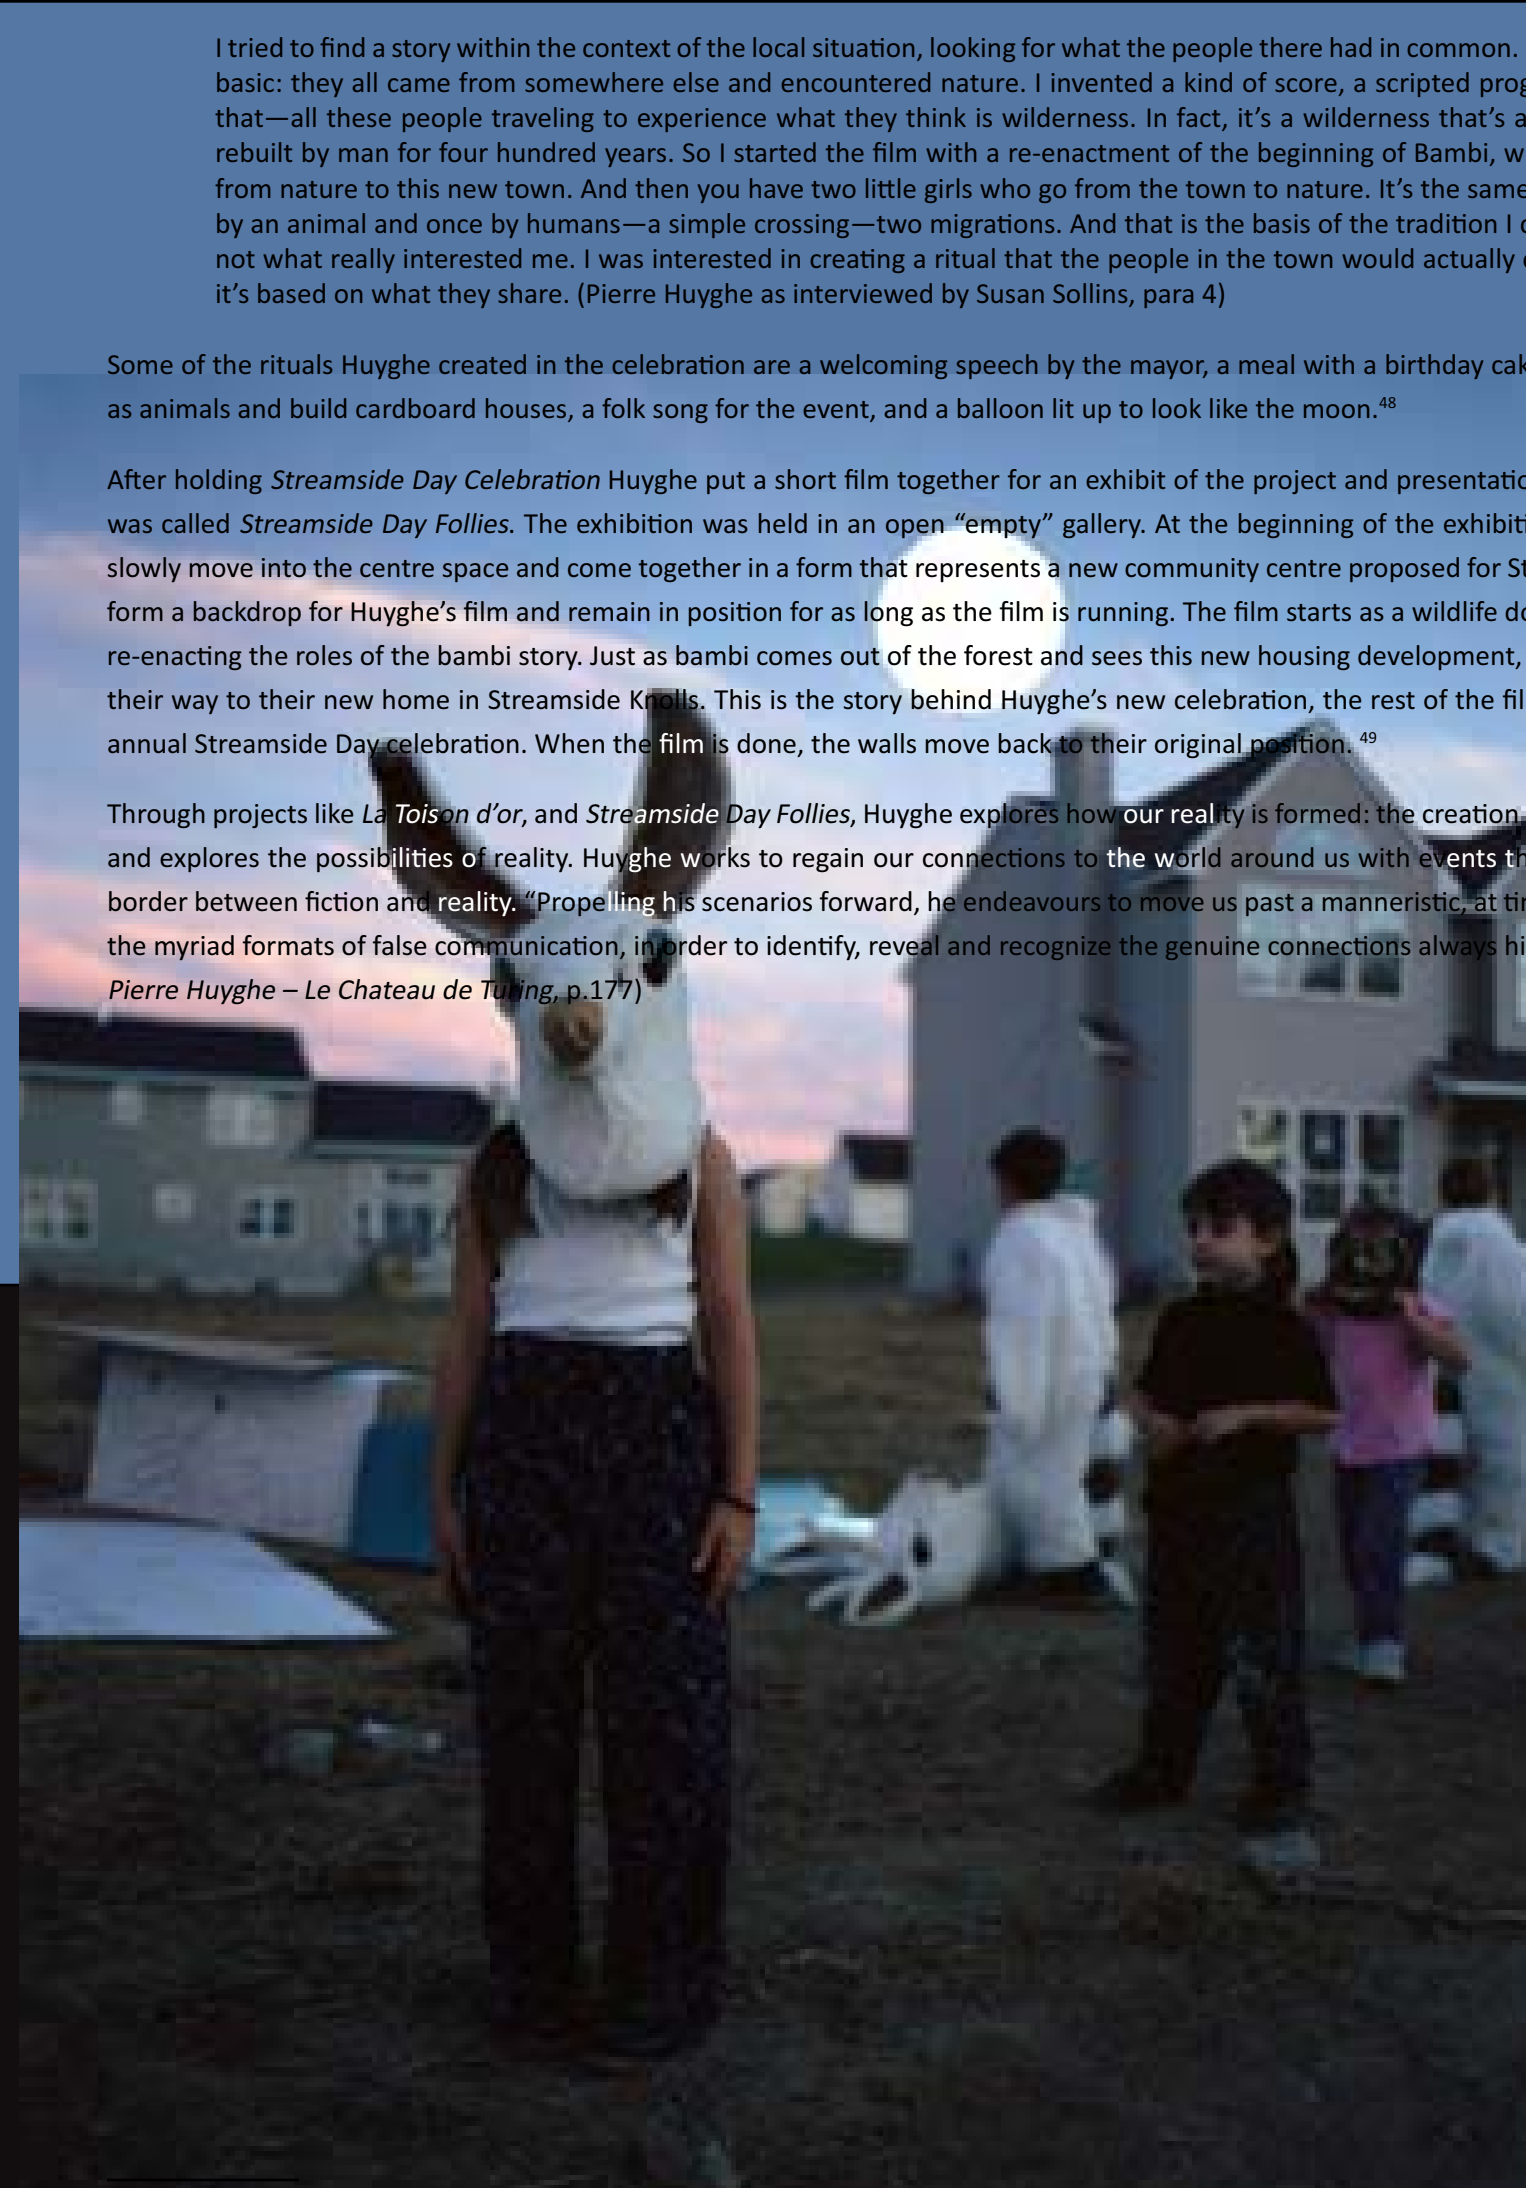 I tried to find a story within the context of the local situation, looking for what the people there had in common.
basic: they all came from somewhere else and encountered nature. I invented a kind of score, a scripted
that—all these people traveling to experience what they think is wilderness. In fact, it’s a wilderness that’s
rebuilt by man for four hundred years. So I started the film with a re-enactment of the beginning of Bambi,
from nature to this new town. And then you have two little girls who go from the town to nature. It’s the same
by an animal and once by humans—a simple crossing—two migrations. And that is the basis of the tradition I
not what really interested me. I was interested in creating a ritual that the people in the town would actually
it’s based on what they share. (Pierre Huyghe as interviewed by Susan Sollins, para 4)
Some of the rituals Huyghe created in the celebration are a welcoming speech by the mayor, a meal with a birthday
as animals and build cardboard houses, a folk song for the event, and a balloon lit up to look like the moon.48
After holding Streamside Day Celebration Huyghe put a short film together for an exhibit of the project and
was called Streamside Day Follies. The exhibition was held in an open “empty” gallery. At the beginning of the
slowly move into the centre space and come together in a form that represents a new community centre proposed for
form a backdrop for Huyghe’s film and remain in position for as long as the film is running. The film starts as a wildlife
re-enacting the roles of the bambi story. Just as bambi comes out of the forest and sees this new housing development,
their way to their new home in Streamside Knolls. This is the story behind Huyghe’s new celebration, the rest of the
annual Streamside Day celebration. When the film is done, the walls move back to their original position. 49
Through projects like La Toison d’or, and Streamside Day Follies, Huyghe explores how our reality is formed: the creation
and explores the possibilities of reality. Huyghe works to regain our connections to the world around us with events
border between fiction and reality. “Propelling his scenarios forward, he endeavours to move us past a manneristic, at
the myriad formats of false communication, in order to identify, reveal and recognize the genuine connections always
Pierre Huyghe – Le Chateau de Turing, p.177)